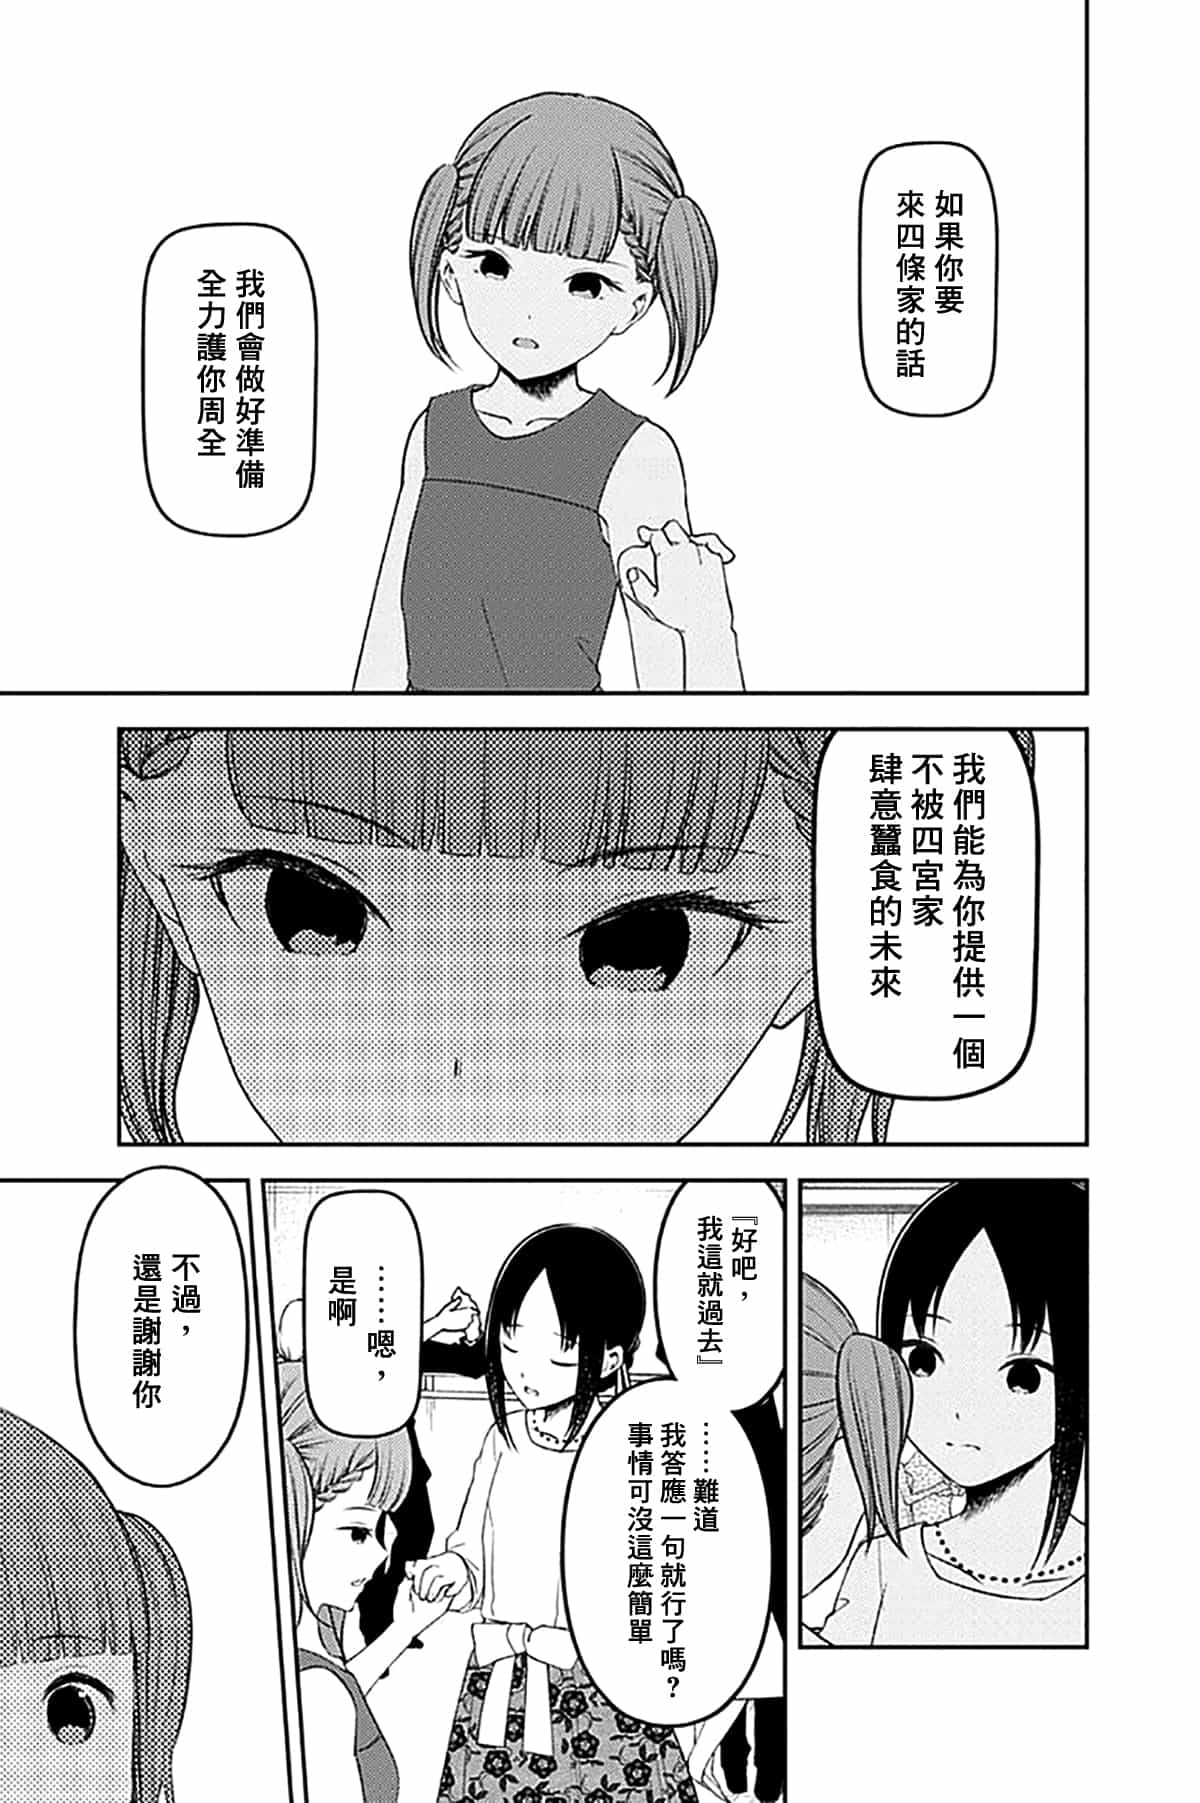 如果你要
來四條家的話
我們會做好準備
全力護你周全
我們能為你提供一個
不被四宮家
肆意蠶食的未來
『好吧，
我這就過去』
……難道
我答應一句就行了嗎？
事情可沒這麼簡單
……嗯，
是啊
不過，
還是謝謝你